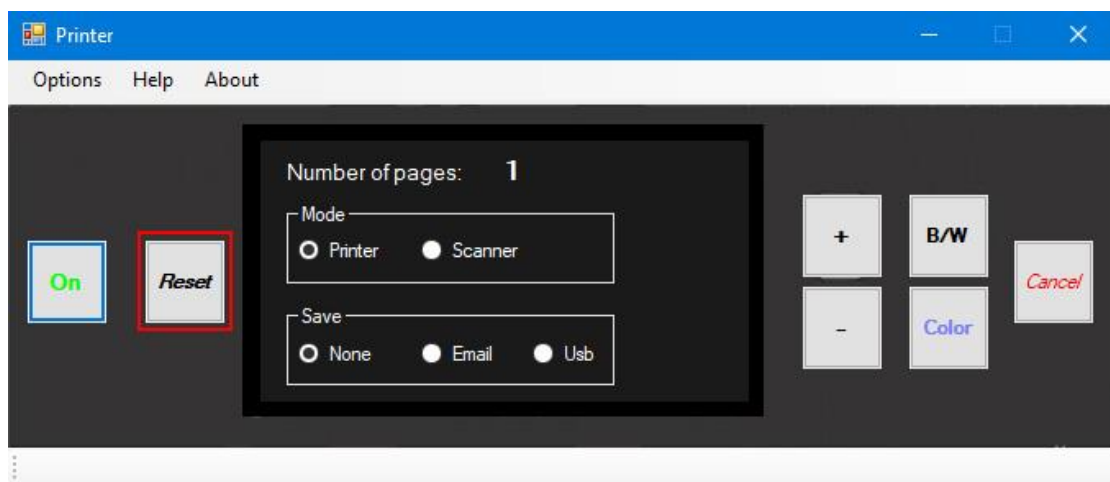 Printer
Options Help About
Number of pages: 1
Mode
Printer Scanner
Save
None Email Usb
On
Reset
+
B/W
-
Color
Cancel